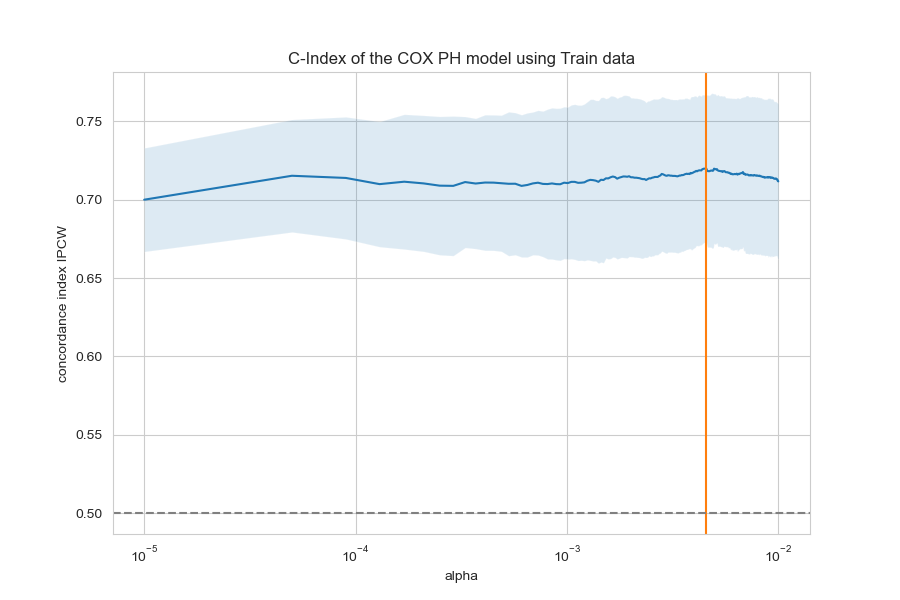 C-Index of the COX PH model using Train data
concordance index IPCW
0.75
0.70
0.65
0.60
0.55
0.50
10⁻⁵ 10⁻⁴ 10⁻³ 10⁻²
alpha